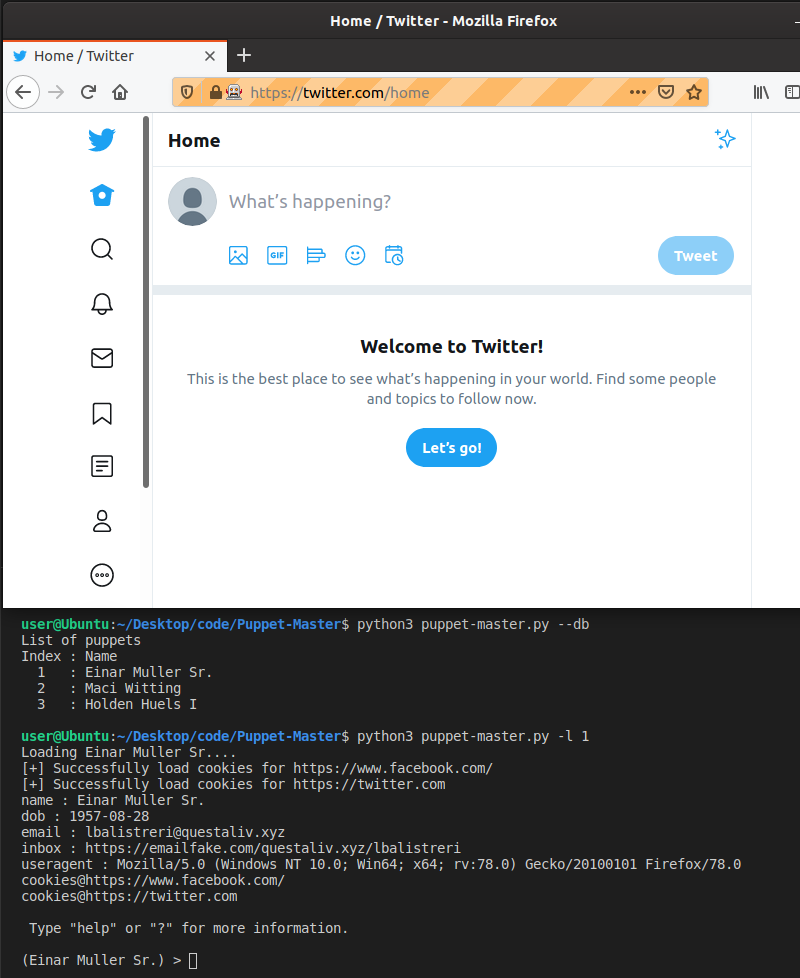 Home / Twitter - Mozilla Firefox
Home / Twitter
https://twitter.com/home
Home
What's happening?
GIF
Tweet
Welcome to Twitter!
This is the best place to see what's happening in your world. Find some people
and topics to follow now.
Let's go!
user@Ubuntu:~/Desktop/code/Puppet-Master$ python3 puppet-master.py --db
List of puppets
Index : Name
1 : Einar Muller Sr.
2 : Maci Witting
3 : Holden Huels I
user@Ubuntu:~/Desktop/code/Puppet-Master$ python3 puppet-master.py -l 1
Loading Einar Muller Sr....
[+] Successfully load cookies for https://www.facebook.com/
[+] Successfully load cookies for https://twitter.com
name : Einar Muller Sr.
dob : 1957-08-28
email : lbalistreri@questaliv.xyz
inbox : https://emailfake.com/questaliv.xyz/lbalistreri
useragent : Mozilla/5.0 (Windows NT 10.0; Win64; x64; rv:78.0) Gecko/20100101 Firefox/78.0
cookies@https://www.facebook.com/
cookies@https://twitter.com
Type "help" or "?" for more information.
(Einar Muller Sr.) >